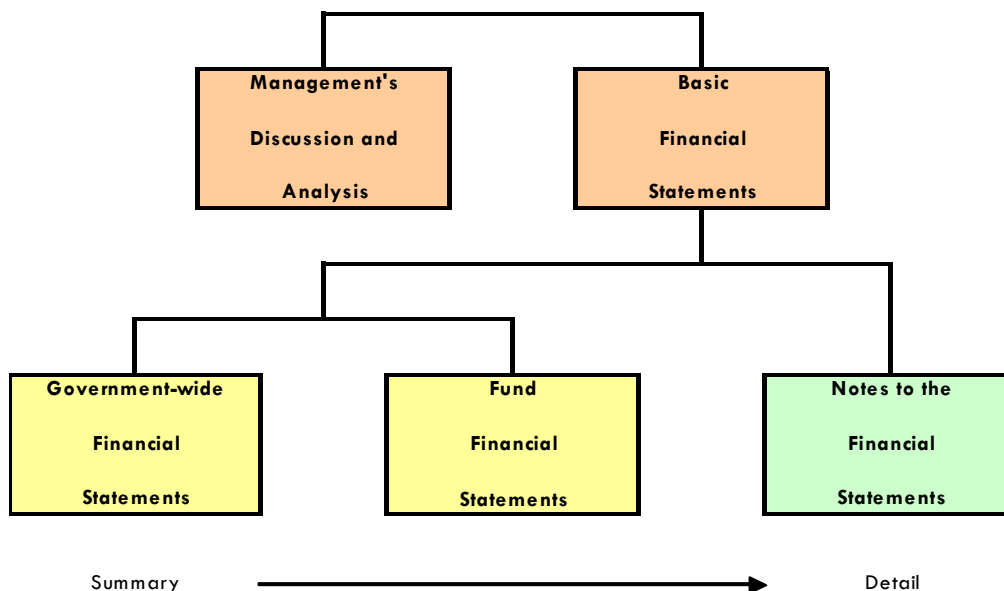 Management's
Discussion and
Analysis
Basic
Financial
Statements
Government-wide
Financial
Statements
Fund
Financial
Statements
Notes to the
Financial
Statements
Summary
Detail